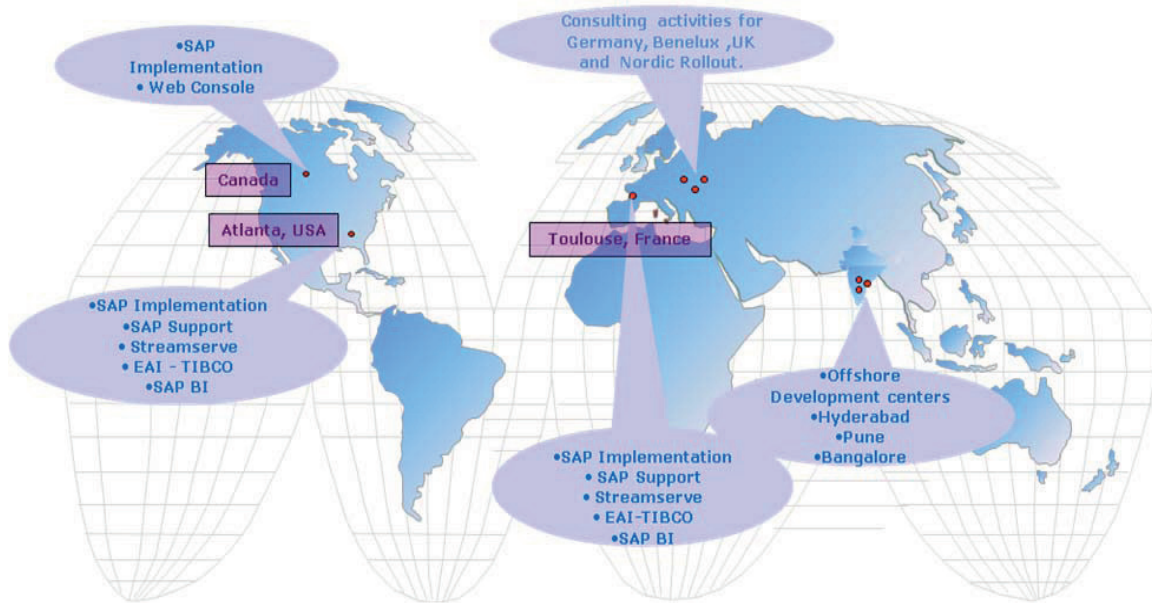 •SAP
Implementation
• Web Console
Consulting activities for
Germany, Benelux ,UK
and Nordic Rollout.
Canada
Atlanta, USA
Toulouse, France
•SAP Implementation
•SAP Support
• Streamserve
• EAI - TIBCO
•SAP BI
•Offshore
Development centers
•Hyderabad
•Pune
•Bangalore
•SAP Implementation
• SAP Support
• Streamserve
• EAI-TIBCO
•SAP BI